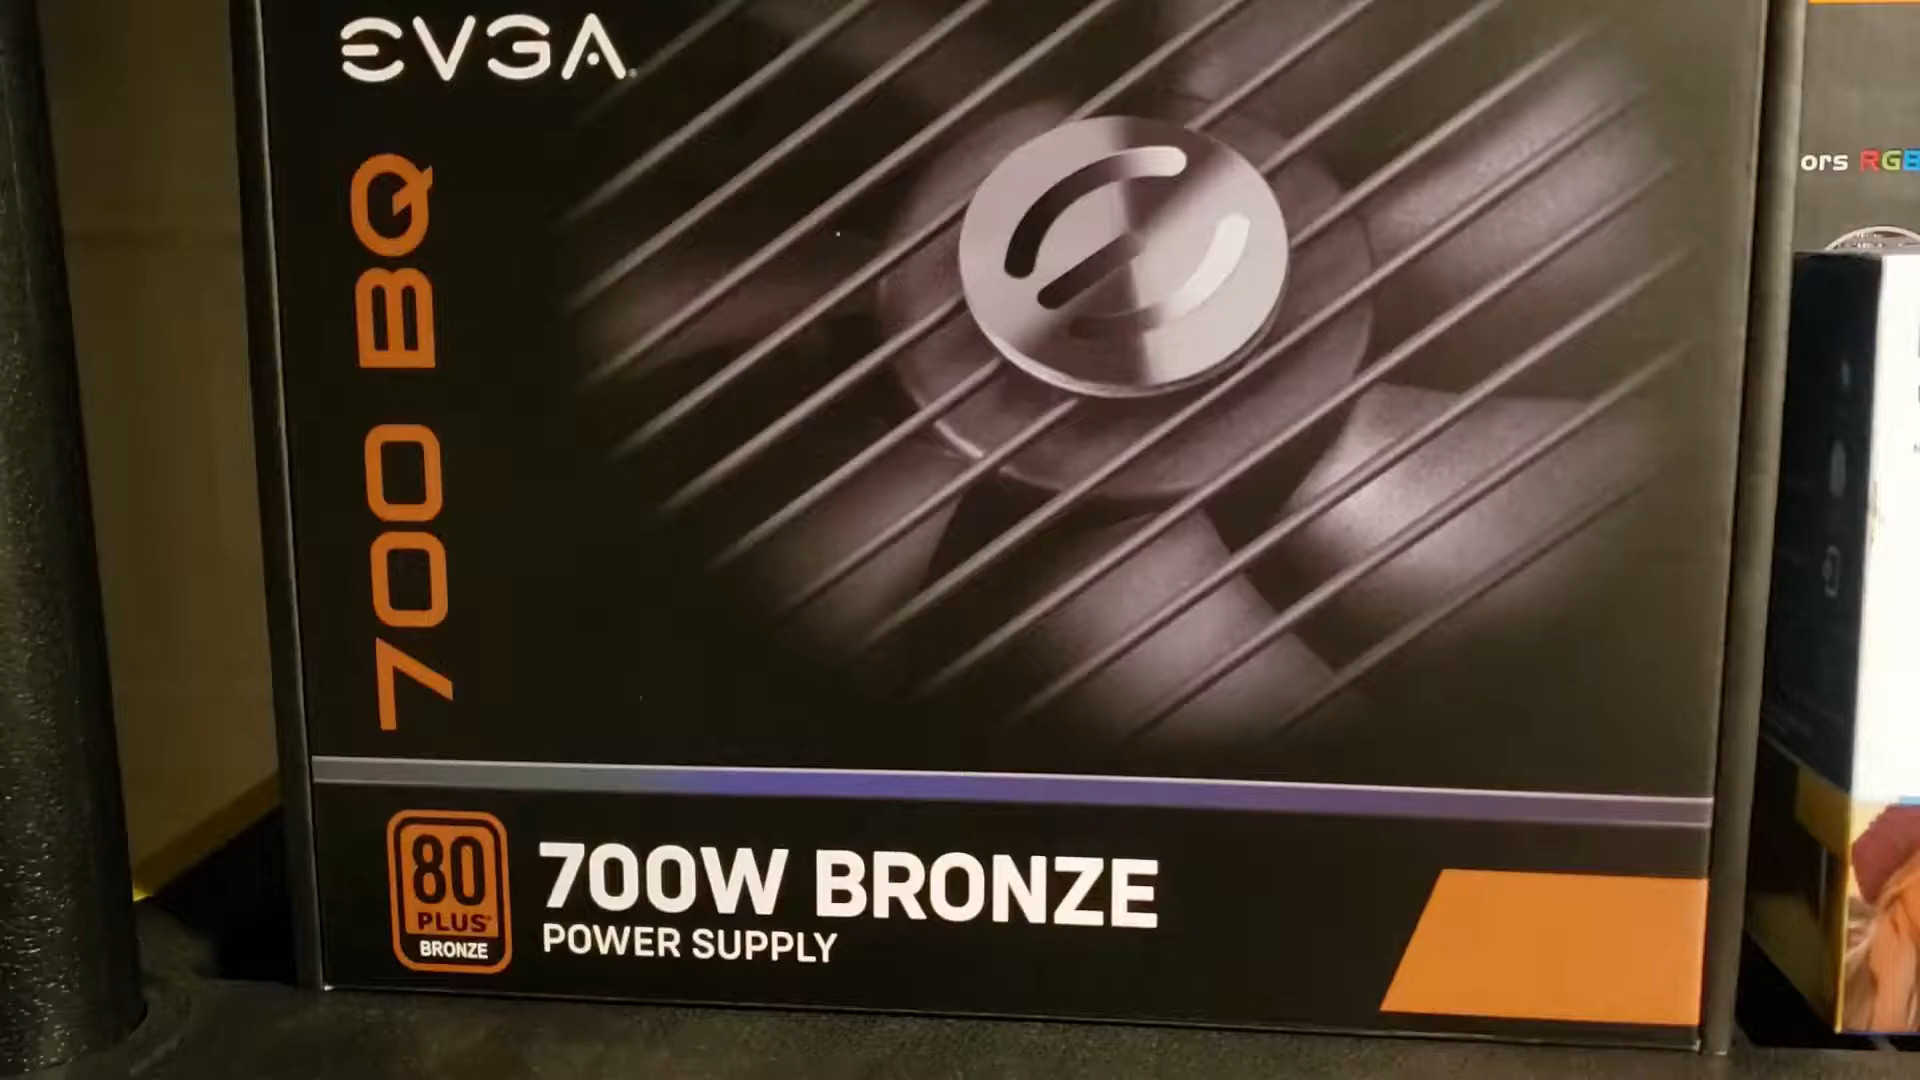 EVGA
700 BQ
ors RGB
80
PLUS
BRONZE
700W BRONZE
POWER SUPPLY